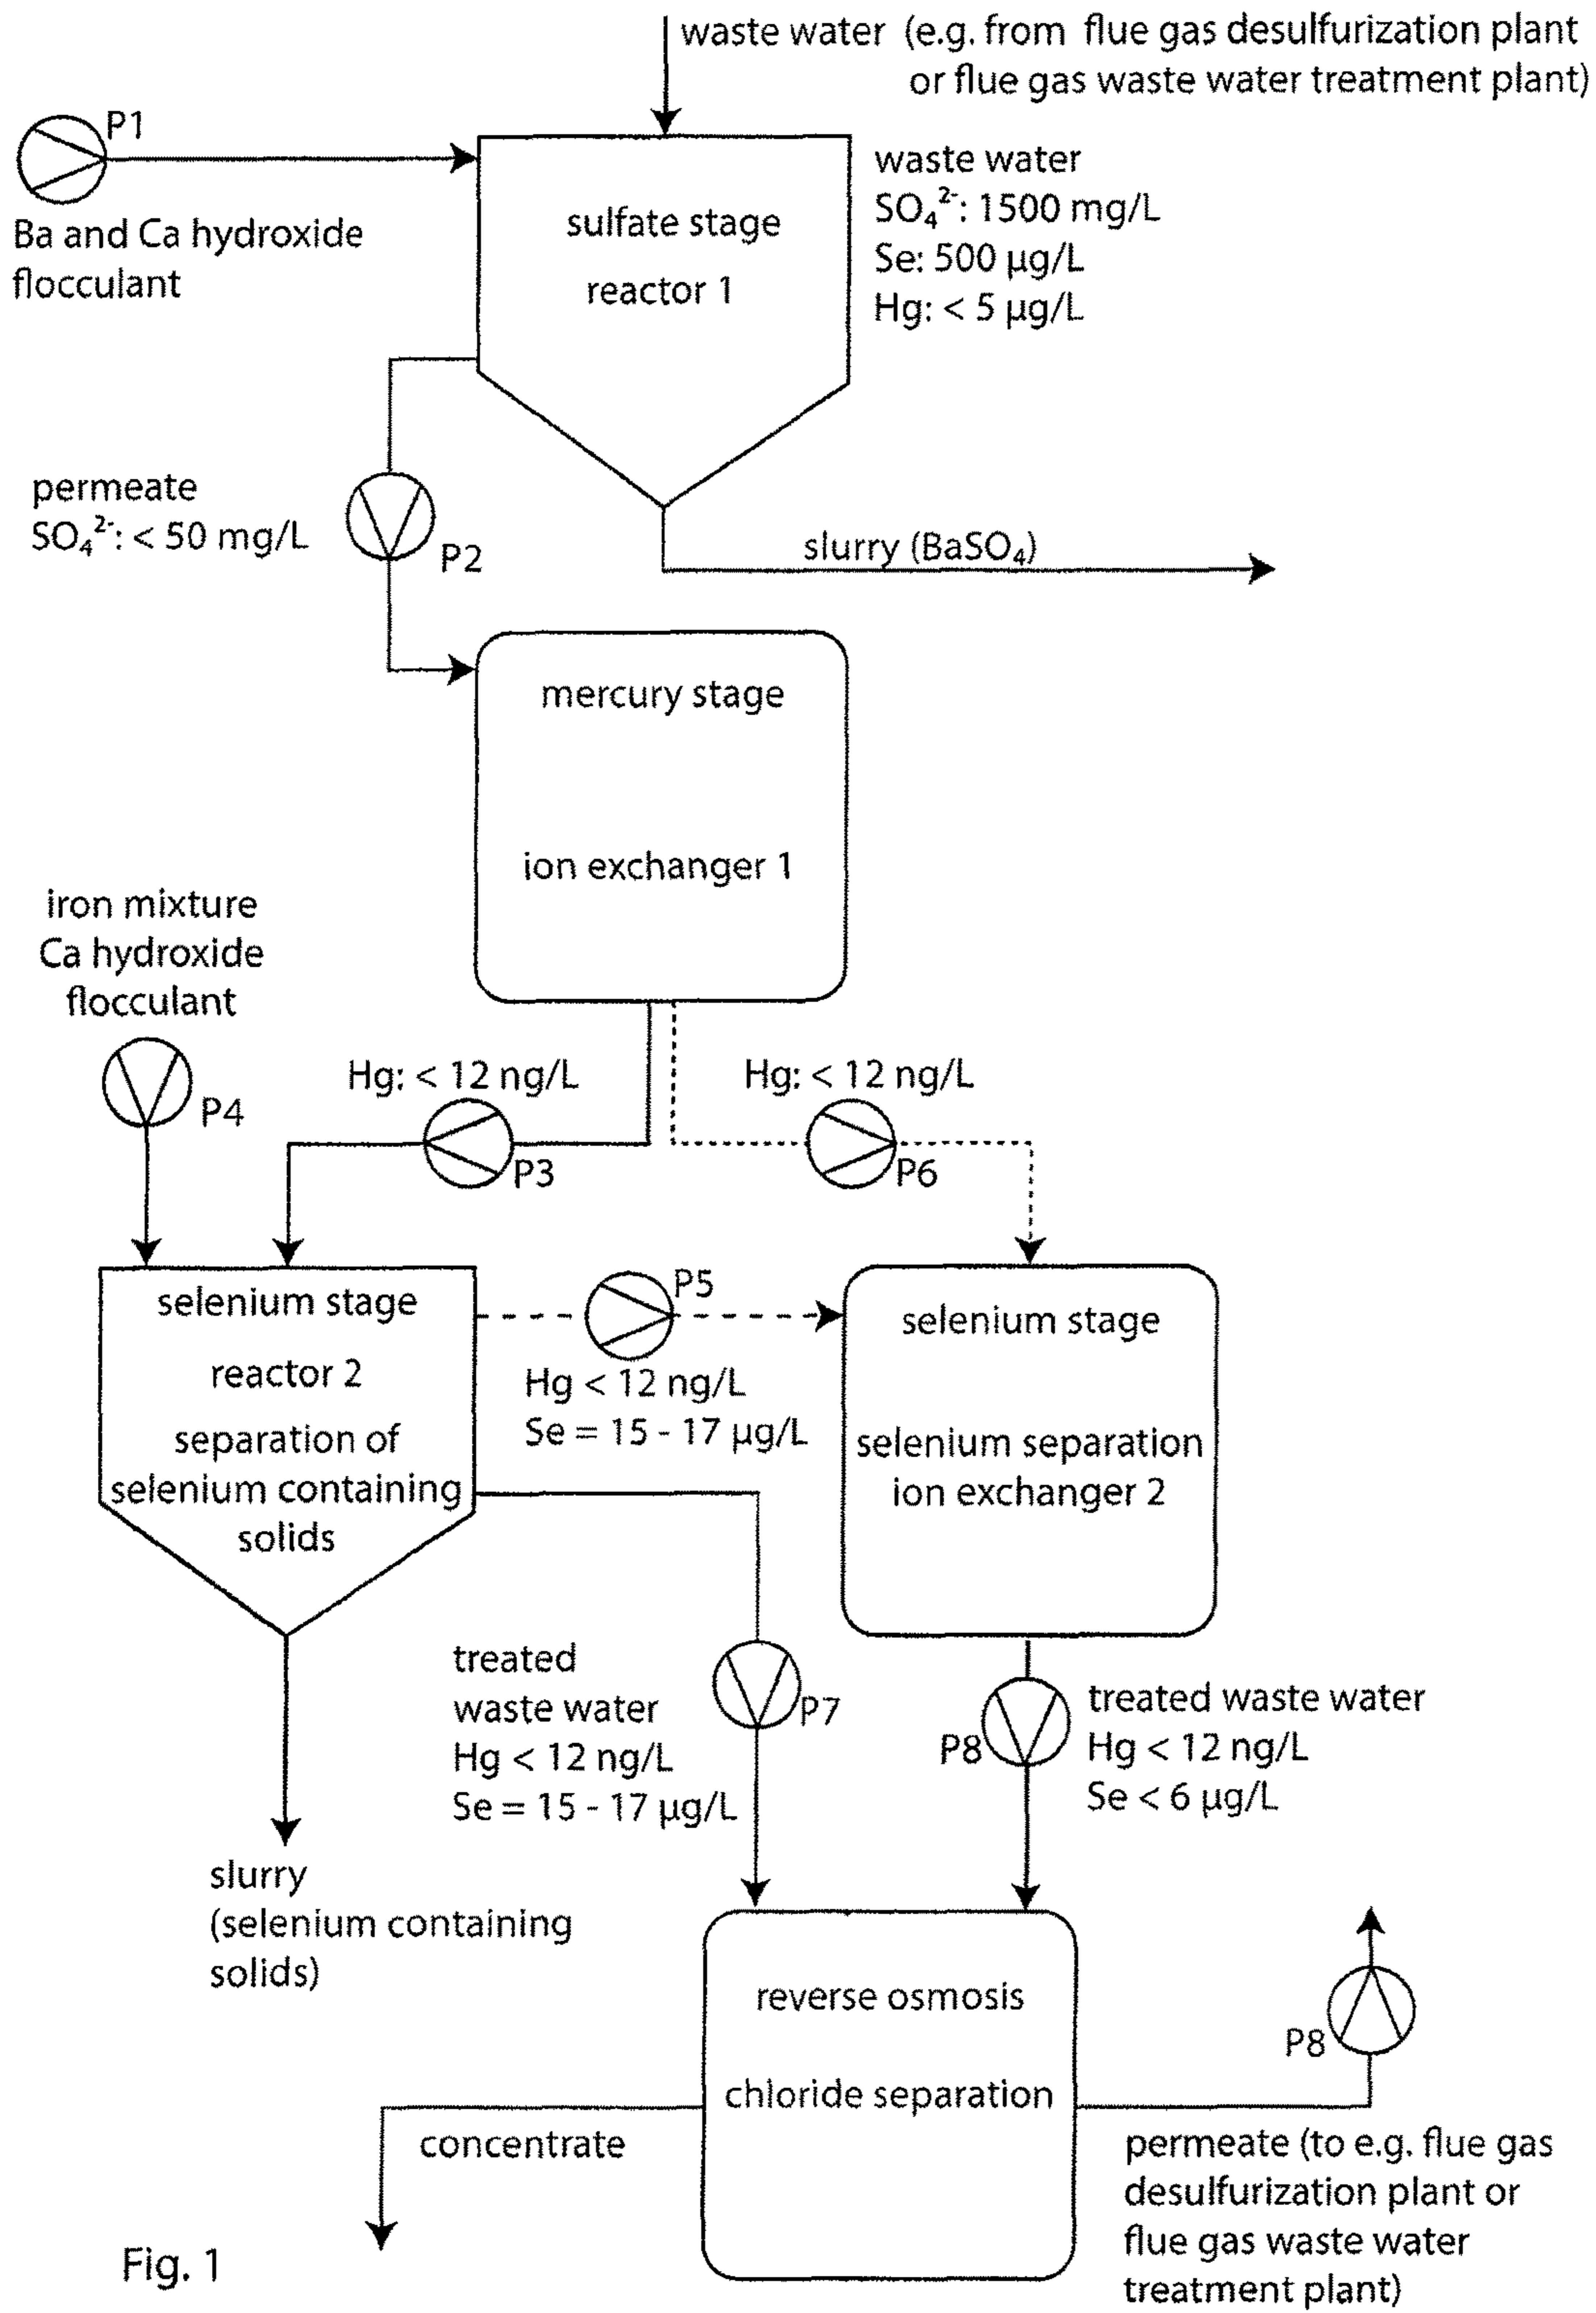 waste water (e.g. from flue gas desulfurization plant
or flue gas waste water treatment plant)
P1
Ba and Ca hydroxide
flocculant
sulfate stage
reactor 1
waste water
SO₄²⁻: 1500 mg/L
Se: 500 µg/L
Hg: < 5 µg/L
permeate
SO₄²⁻: < 50 mg/L
P2
slurry (BaSO₄)
mercury stage
ion exchanger 1
iron mixture
Ca hydroxide
flocculant
P4
Hg: < 12 ng/L
P3
Hg: < 12 ng/L
P6
selenium stage
reactor 2
separation of
selenium containing
solids
P5
Hg < 12 ng/L
Se = 15 - 17 µg/L
selenium stage
selenium separation
ion exchanger 2
treated
waste water
Hg < 12 ng/L
Se = 15 - 17 µg/L
P7
P8
treated waste water
Hg < 12 ng/L
Se < 6 µg/L
slurry
(selenium containing
solids)
reverse osmosis
chloride separation
P8
concentrate
permeate (to e.g. flue gas
desulfurization plant or
flue gas waste water
treatment plant)
Fig. 1